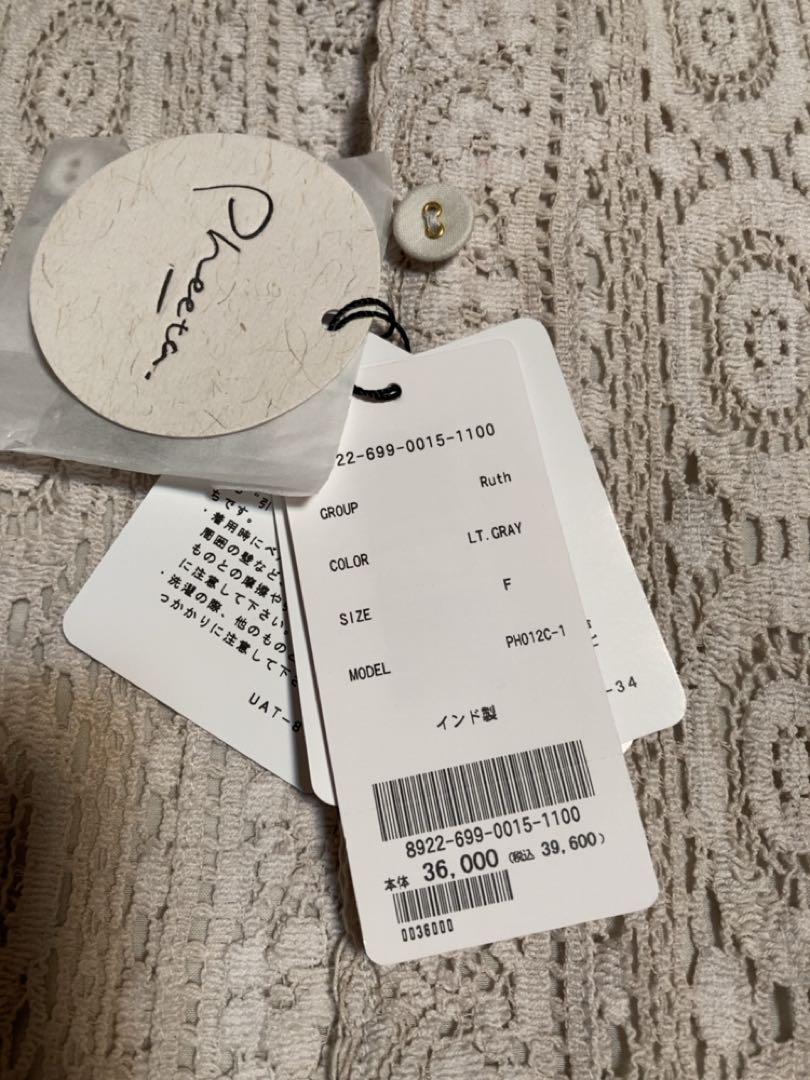 Pheeta.
22-699-0015-1100
GROUP Ruth
COLOR LT.GRAY
SIZE F
MODEL PH012C-1
インド製
8922-699-0015-1100
本体 36,000 (税込 39,600)
0036000
引
ちです。
・着用時にベ
周囲の壁など、
ものとの摩擦や
に注意して下さい
・洗濯の際、他のもの
っかかりに注意して下さ
UAT-8
-34